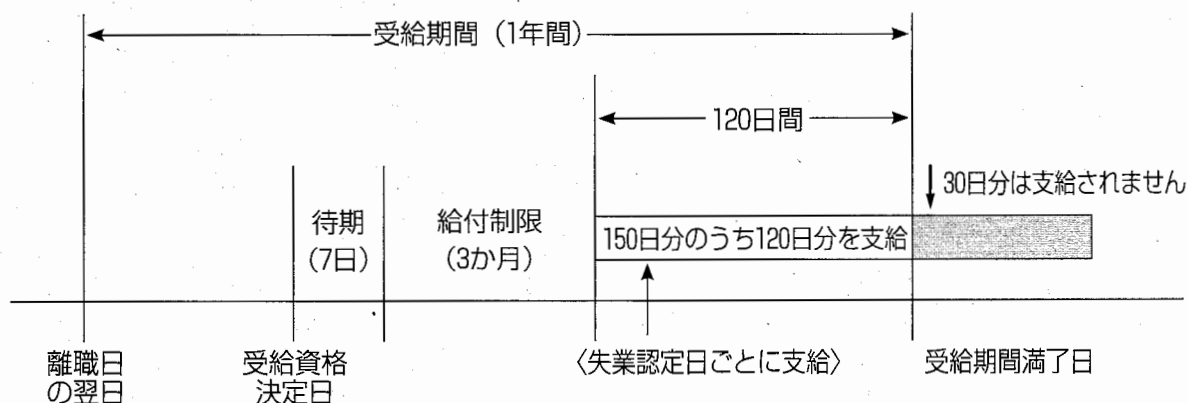 受給期間（1年間）
120日間
30日分は支給されません
待期
（7日）
給付制限
（3か月）
150日分のうち120日分を支給
離職日
の翌日
受給資格
決定日
〈失業認定日ごとに支給〉
受給期間満了日